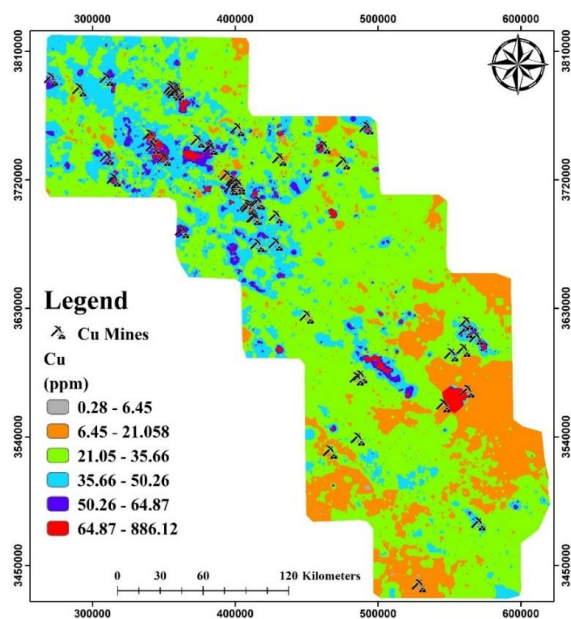 300000 400000 500000 600000
3810000 3810000
3720000 3720000
3630000 3630000
Legend
Cu Mines
Cu
(ppm)
0.28 - 6.45
6.45 - 21.058
21.05 - 35.66
35.66 - 50.26
50.26 - 64.87
64.87 - 886.12
3540000 3540000
3450000 3450000
0 30 60 120 Kilometers
300000 400000 500000 600000